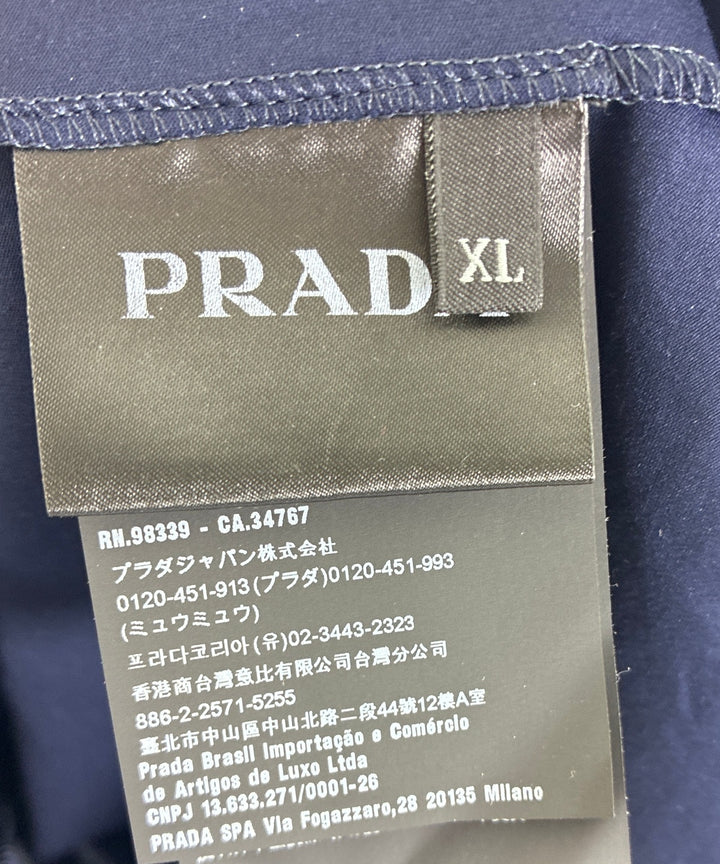 PRAD
XL
RN.98339 - CA.34767
プラダジャパン株式会社
0120-451-913(プラダ)0120-451-993
(ミュウミュウ)
프라다코리아(유)02-3443-2323
香港商台灣意比有限公司台灣分公司
886-2-2571-5255
臺北市中山區中山北路二段44號12樓A室
Prada Brasil Importação e Comércio
de Artigos de Luxo Ltda
CNPJ 13.633.271/0001-26
PRADA SPA Via Fogazzaro,28 20135 Milano